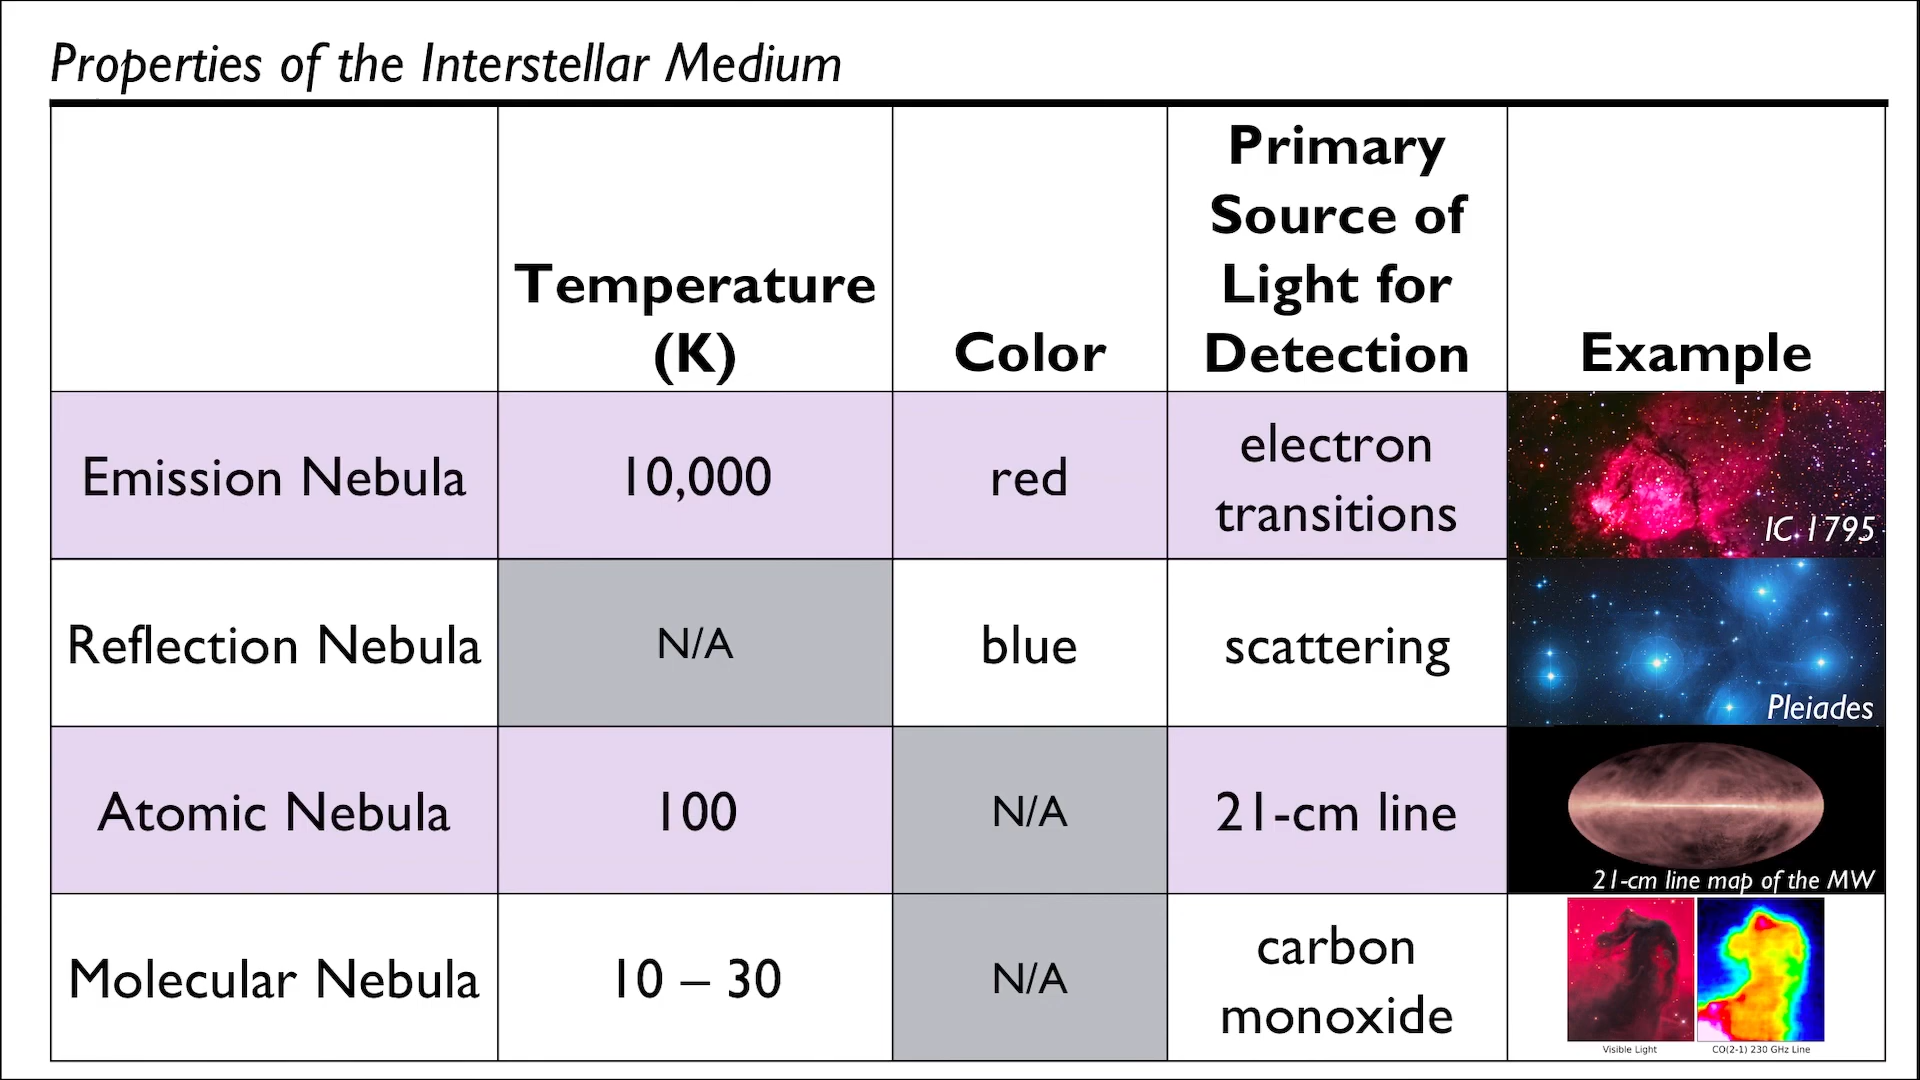 Properties of the Interstellar Medium
Primary
Source of
Light for
Detection
Temperature
(K)
Color
Example
Emission Nebula
10,000
red
electron
transitions
IC 1795
Reflection Nebula
N/A
blue
scattering
Pleiades
Atomic Nebula
100
N/A
21-cm line
21-cm line map of the MW
Molecular Nebula
10 – 30
N/A
carbon
monoxide
Visible Light
CO(2-1) 230 GHz Line